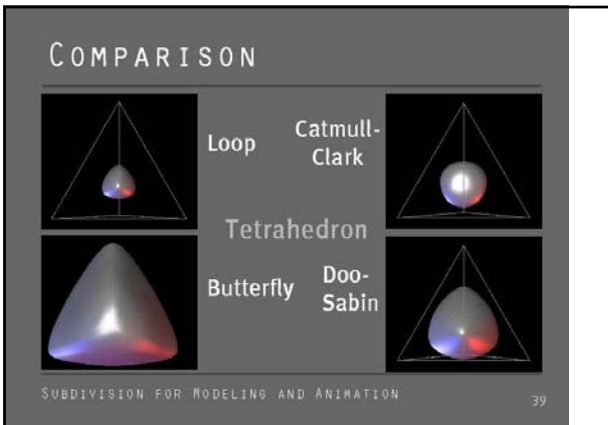 COMPARISON
Loop
Catmull-
Clark
Tetrahedron
Butterfly
Doo-
Sabin
SUBDIVISION FOR MODELING AND ANIMATION
39